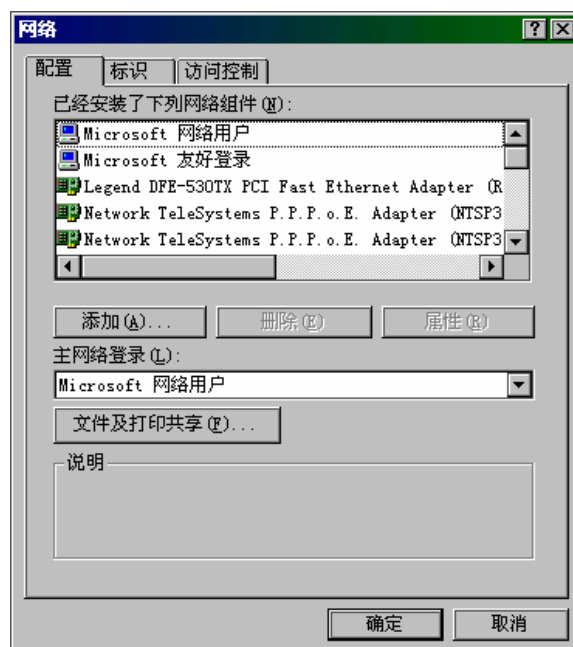 网络
配置 标识 访问控制
已经安装了下列网络组件(N):
Microsoft 网络用户
Microsoft 友好登录
Legend DFE-530TX PCI Fast Ethernet Adapter (R
Network TeleSystems P.P.P.o.E. Adapter (NTSP3
Network TeleSystems P.P.P.o.E. Adapter (NTSP3
添加(A)... 删除(E) 属性(R)
主网络登录(L):
Microsoft 网络用户
文件及打印共享(F)...
说明
确定 取消